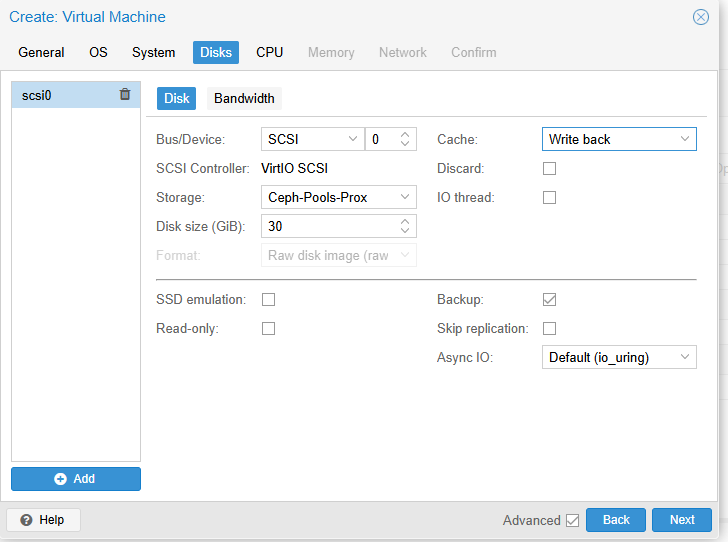 Create: Virtual Machine
General OS System Disks CPU Memory Network Confirm
scsi0
Disk Bandwidth
Bus/Device: SCSI 0 Cache: Write back
SCSI Controller: VirtIO SCSI Discard:
Storage: Ceph-Pools-Prox IO thread:
Disk size (GiB): 30
Format: Raw disk image (raw
SSD emulation: Backup:
Read-only: Skip replication:
Async IO: Default (io_uring)
Add
Help Advanced Back Next